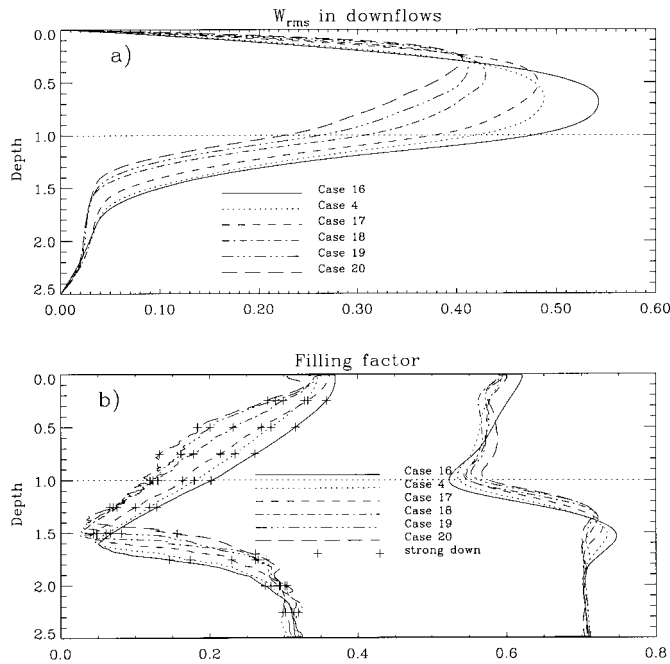 W_rms in downflows
a)
0.0
0.5
1.0
1.5
2.0
2.5
Depth
Case 16
Case 4
Case 17
Case 18
Case 19
Case 20
0.00 0.10 0.20 0.30 0.40 0.50 0.60
Filling factor
b)
0.0
0.5
1.0
1.5
2.0
2.5
Depth
Case 16
Case 4
Case 17
Case 18
Case 19
Case 20
strong down
0.0 0.2 0.4 0.6 0.8